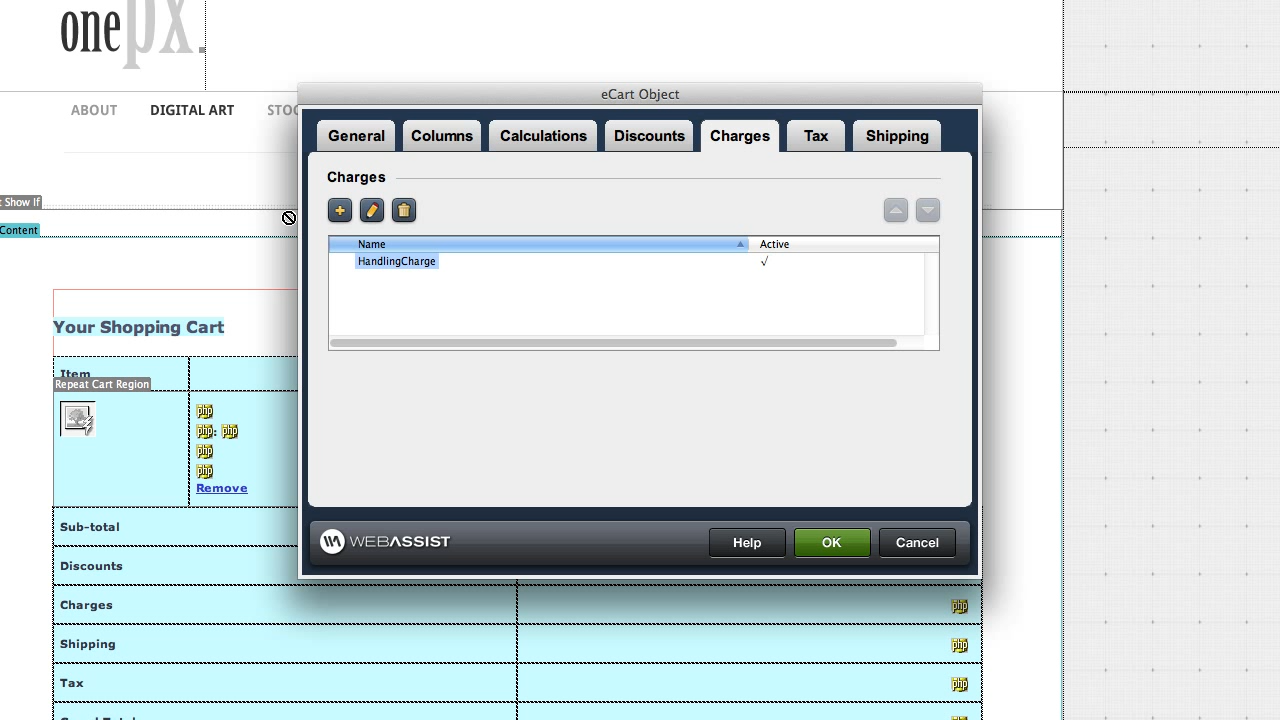 onepx.
eCart Object
ABOUT DIGITAL ART
General Columns Calculations Discounts Charges Tax Shipping
Charges
t Show If
Content
Name Active
HandlingCharge √
Your Shopping Cart
Item
Repeat Cart Region
php
php: php
php
php
Remove
Sub-total
WEBASSIST Help OK Cancel
Discounts
Charges php
Shipping php
Tax php